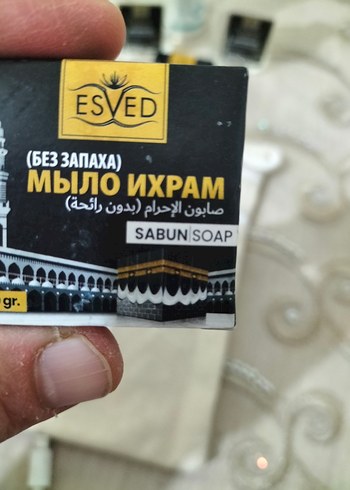 ESVED
(БЕЗ ЗАПАХА)
МЫЛО ИХРАМ
صابون الإحرام (بدون رائحة)
SABUN SOAP
gr.